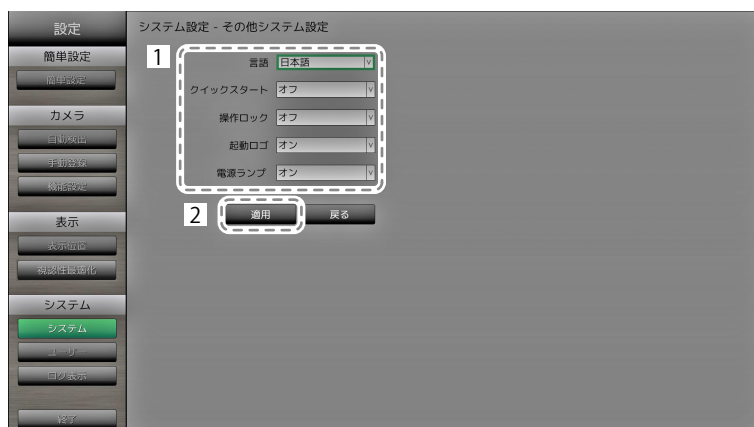 設定
簡単設定
簡単設定
カメラ
自動検出
手動登録
機能設定
表示
表示位置
視認性最適化
システム
システム
ユーザー
ログ表示
終了
システム設定 - その他システム設定
1
言語 日本語
クイックスタート オフ
操作ロック オフ
起動ロゴ オン
電源ランプ オン
2
適用 戻る